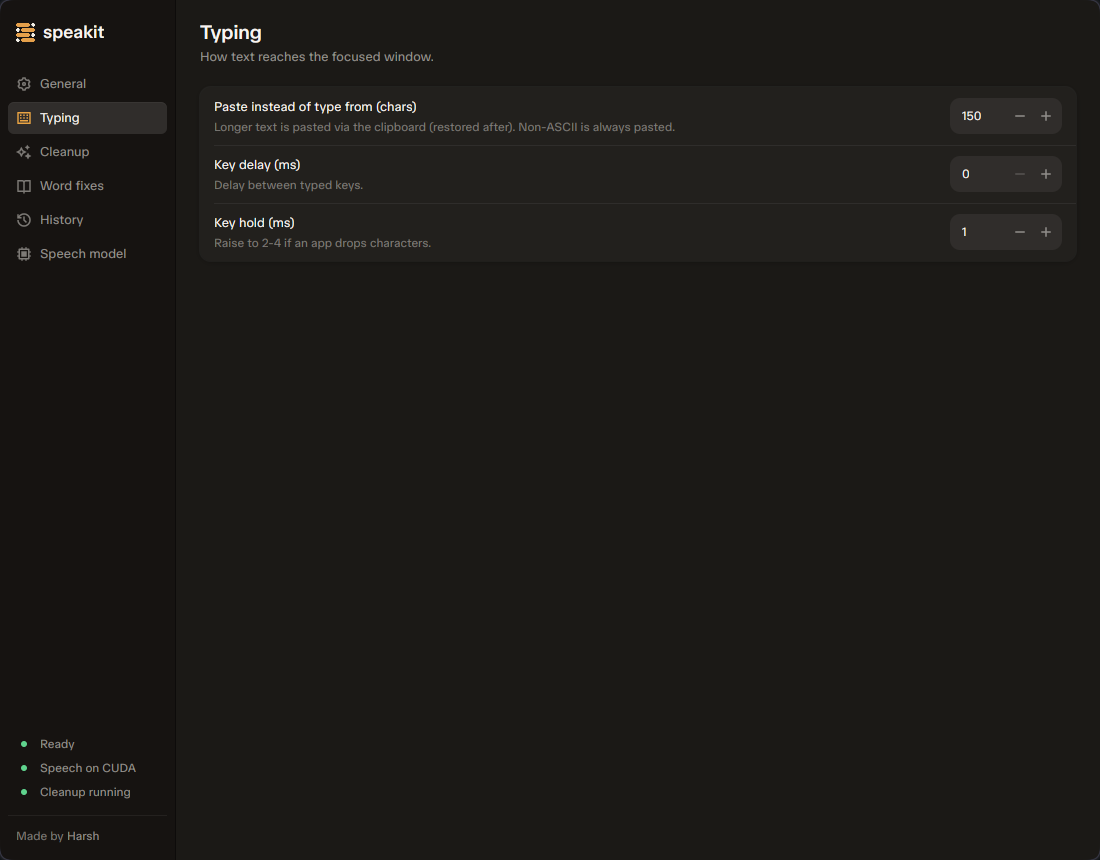 speakit
General
Typing
Cleanup
Word fixes
History
Speech model
Ready
Speech on CUDA
Cleanup running
Made by Harsh
Typing
How text reaches the focused window.
Paste instead of type from (chars)
Longer text is pasted via the clipboard (restored after). Non-ASCII is always pasted.
150
Key delay (ms)
Delay between typed keys.
0
Key hold (ms)
Raise to 2-4 if an app drops characters.
1